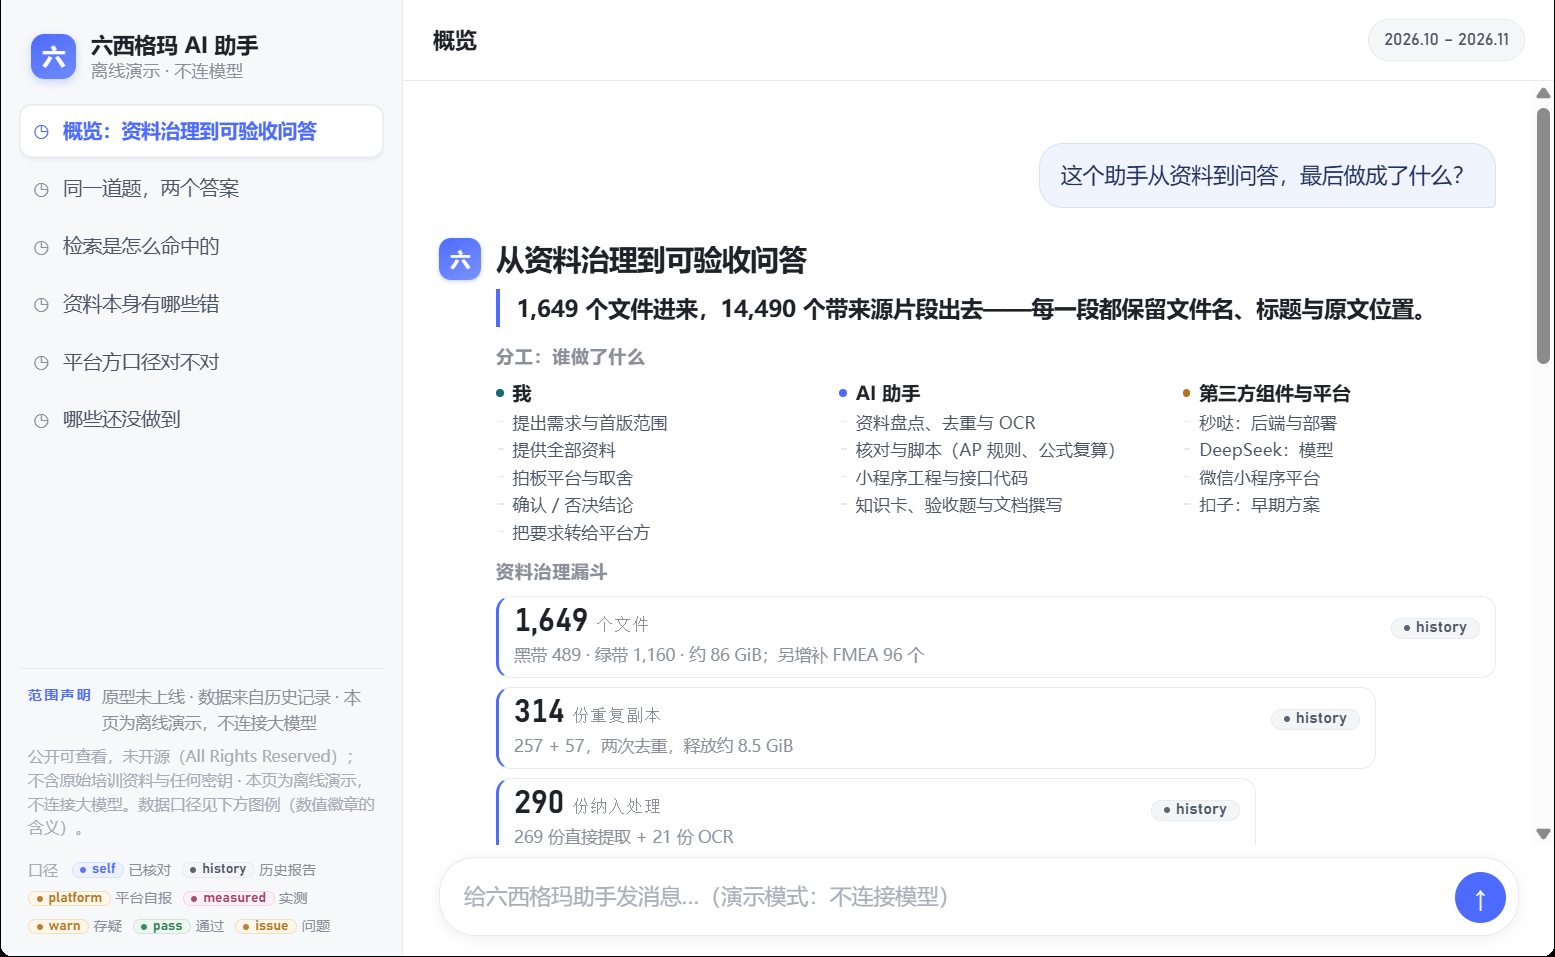 六
六西格玛 AI 助手
离线演示 · 不连模型
概览：资料治理到可验收问答
同一道题，两个答案
检索是怎么命中的
资料本身有哪些错
平台方口径对不对
哪些还没做到
范围声明 原型未上线 · 数据来自历史记录 · 本
页为离线演示，不连接大模型
公开可查看，未开源（All Rights Reserved）；
不含原始培训资料与任何密钥 · 本页为离线演示，
不连接大模型。数据口径见下方图例（数值徽章的
含义）。
口径 self 已核对 history 历史报告
platform 平台自报 measured 实测
warn 存疑 pass 通过 issue 问题
概览
2026.10 – 2026.11
这个助手从资料到问答，最后做成了什么？
六
从资料治理到可验收问答
1,649 个文件进来，14,490 个带来源片段出去——每一段都保留文件名、标题与原文位置。
分工：谁做了什么
我
提出需求与首版范围
提供全部资料
拍板平台与取舍
确认 / 否决结论
把要求转给平台方
AI 助手
资料盘点、去重与 OCR
核对与脚本（AP 规则、公式复算）
小程序工程与接口代码
知识卡、验收题与文档撰写
第三方组件与平台
秒哒：后端与部署
DeepSeek：模型
微信小程序平台
扣子：早期方案
资料治理漏斗
1,649 个文件
history
黑带 489 · 绿带 1,160 · 约 86 GiB；另增补 FMEA 96 个
314 份重复副本
history
257 + 57，两次去重，释放约 8.5 GiB
290 份纳入处理
history
269 份直接提取 + 21 份 OCR
给六西格玛助手发消息…（演示模式：不连接模型）
↑